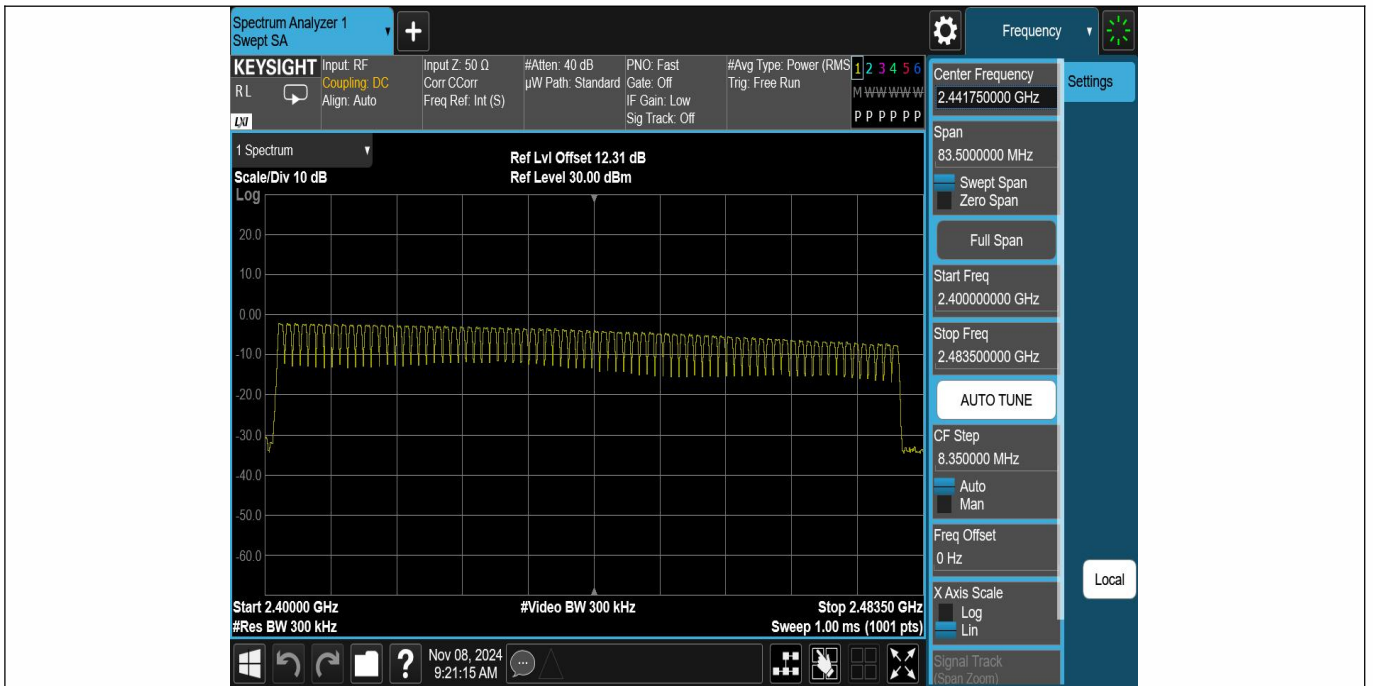 Spectrum Analyzer 1
Swept SA
+
Frequency
KEYSIGHT
RL
LXI
Input: RF
Coupling: DC
Align: Auto
Input Z: 50 Ω
Corr CCorr
Freq Ref: Int (S)
#Atten: 40 dB
µW Path: Standard
PNO: Fast
Gate: Off
IF Gain: Low
Sig Track: Off
#Avg Type: Power (RMS
Trig: Free Run
1 2 3 4 5 6
M W W W W W
P P P P P P
1 Spectrum
Scale/Div 10 dB
Ref Lvl Offset 12.31 dB
Ref Level 30.00 dBm
Log
20.0
10.0
0.00
-10.0
-20.0
-30.0
-40.0
-50.0
-60.0
Start 2.40000 GHz
#Video BW 300 kHz
Stop 2.48350 GHz
#Res BW 300 kHz
Sweep 1.00 ms (1001 pts)
Center Frequency
2.441750000 GHz
Settings
Span
83.5000000 MHz
Swept Span
Zero Span
Full Span
Start Freq
2.400000000 GHz
Stop Freq
2.483500000 GHz
AUTO TUNE
CF Step
8.350000 MHz
Auto
Man
Freq Offset
0 Hz
X Axis Scale
Log
Lin
Signal Track
(Span Zoom)
Local
?
Nov 08, 2024
9:21:15 AM